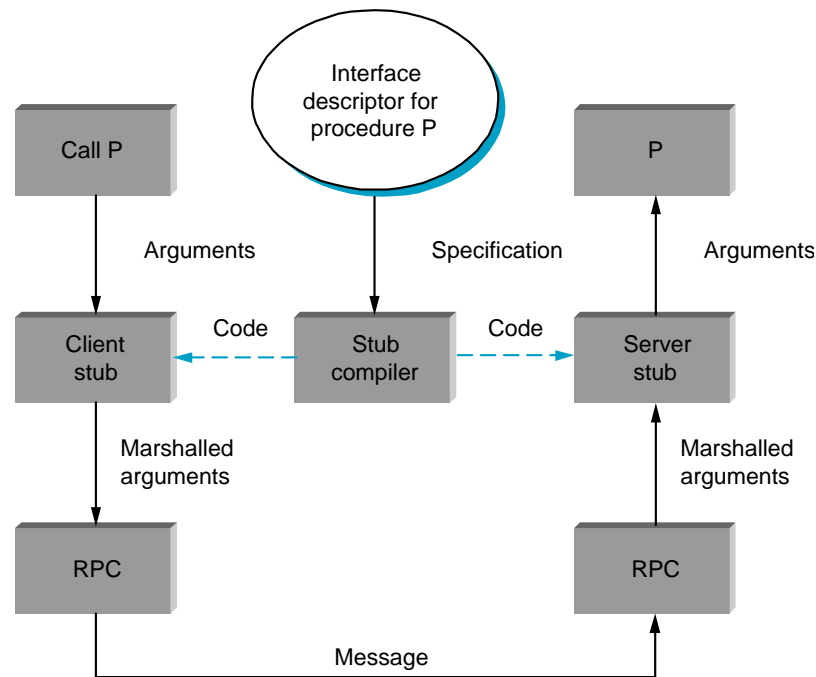 Interface
descriptor for
procedure P
Call P
P
Arguments
Specification
Arguments
Code
Code
Client
stub
Stub
compiler
Server
stub
Marshalled
arguments
Marshalled
arguments
RPC
RPC
Message